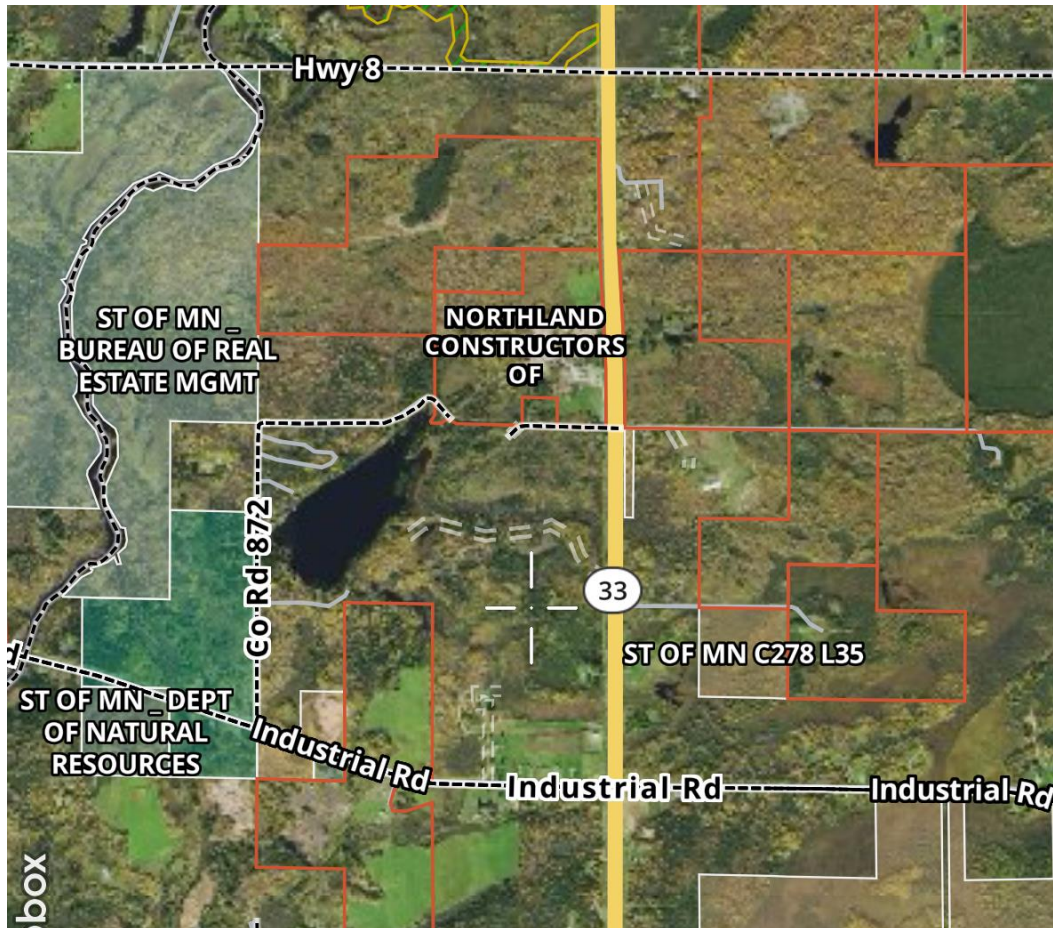 Hwy 8
ST OF MN _
BUREAU OF REAL
ESTATE MGMT
NORTHLAND
CONSTRUCTORS
OF
Co Rd 872
33
ST OF MN C278 L35
d
ST OF MN _DEPT
OF NATURAL
RESOURCES
Industrial Rd
Industrial Rd
Industrial Rd
box